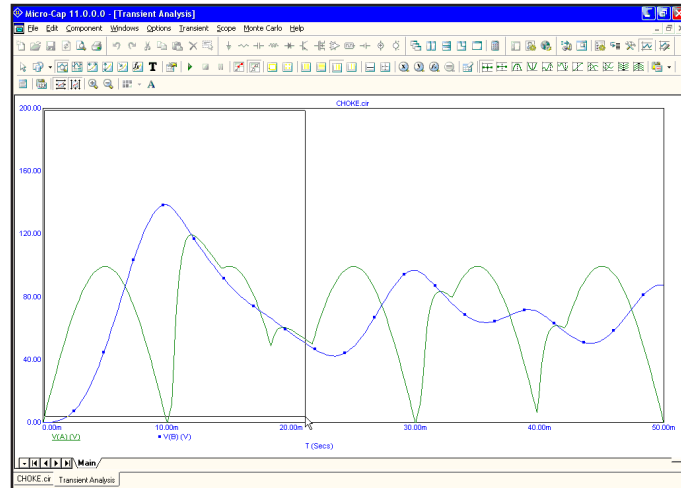 Micro-Cap 11.0.0.0 - [Transient Analysis]
File Edit Component Windows Options Transient Scope Monte Carlo Help
T
A
CHOKE.cir
200.00
160.00
120.00
80.00
40.00
0.00
0.00m 10.00m 20.00m 30.00m 40.00m 50.00m
V(A) (V) V(B) (V)
T (Secs)
Main
CHOKE.cir Transient Analysis